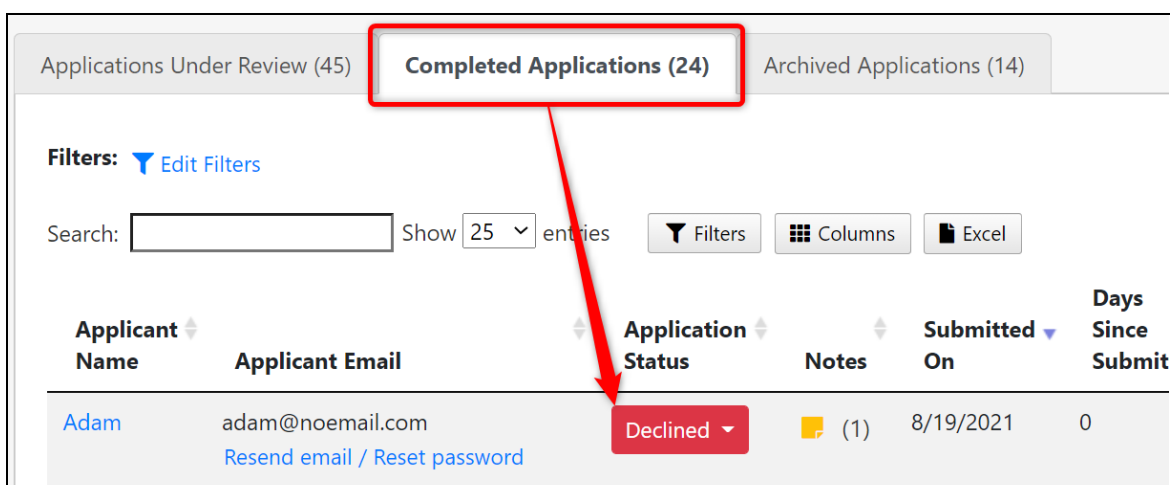 Applications Under Review (45) Completed Applications (24) Archived Applications (14)
Filters: Edit Filters
Search: Show 25 entries Filters Columns Excel
Applicant Name Applicant Email Application Status Notes Submitted On Days Since Submit
Adam adam@noemail.com Declined (1) 8/19/2021 0
Resend email / Reset password